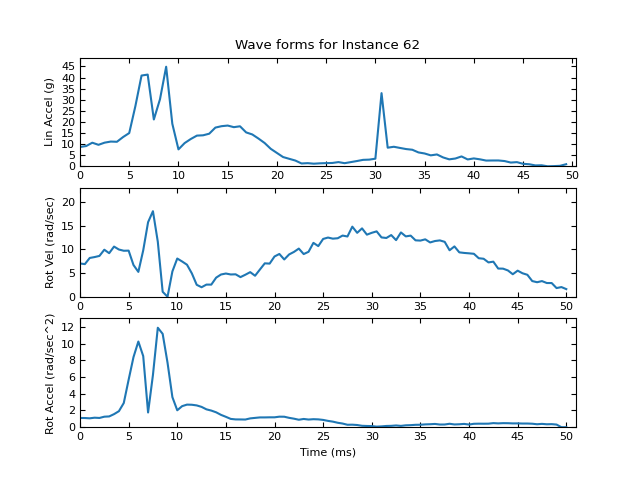 Wave forms for Instance 62
Lin Accel (g)
45
40
35
30
25
20
15
10
5
0
0 5 10 15 20 25 30 35 40 45 50
Rot Vel (rad/sec)
20
15
10
5
0
0 5 10 15 20 25 30 35 40 45 50
Rot Accel (rad/sec^2)
12
10
8
6
4
2
0
0 5 10 15 20 25 30 35 40 45 50
Time (ms)